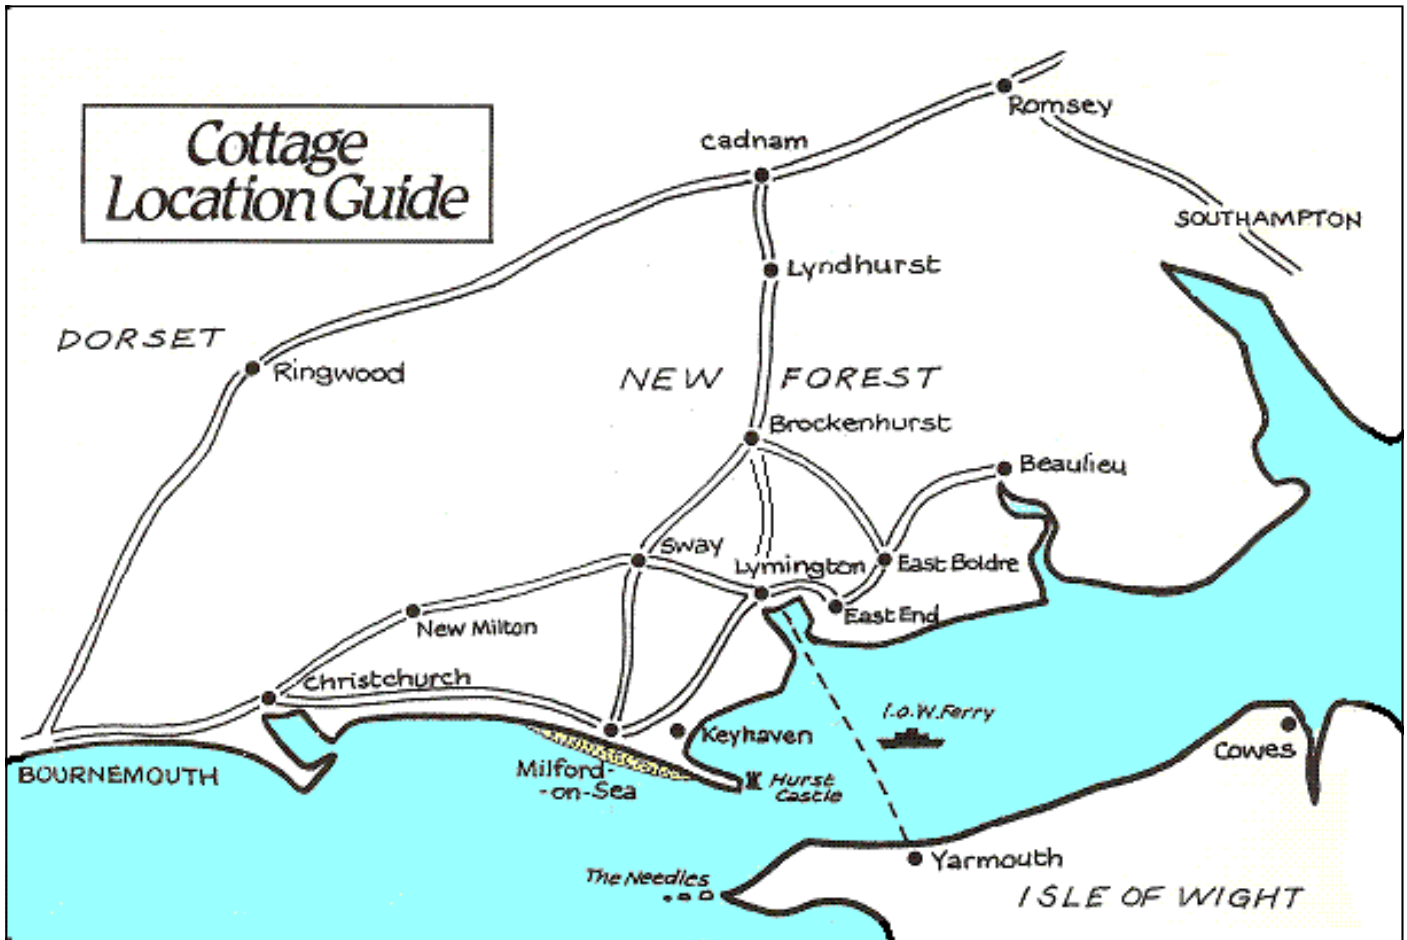 Cottage
Location Guide
Romsey
Cadnam
SOUTHAMPTON
Lyndhurst
DORSET
Ringwood
NEW FOREST
Brockenhurst
Beaulieu
Sway
Lymington
East Boldre
East End
New Milton
Christchurch
I.o.W. Ferry
Keyhaven
Cowes
BOURNEMOUTH
Milford-
-on-Sea
Hurst
Castle
Yarmouth
The Needles
ISLE OF WIGHT